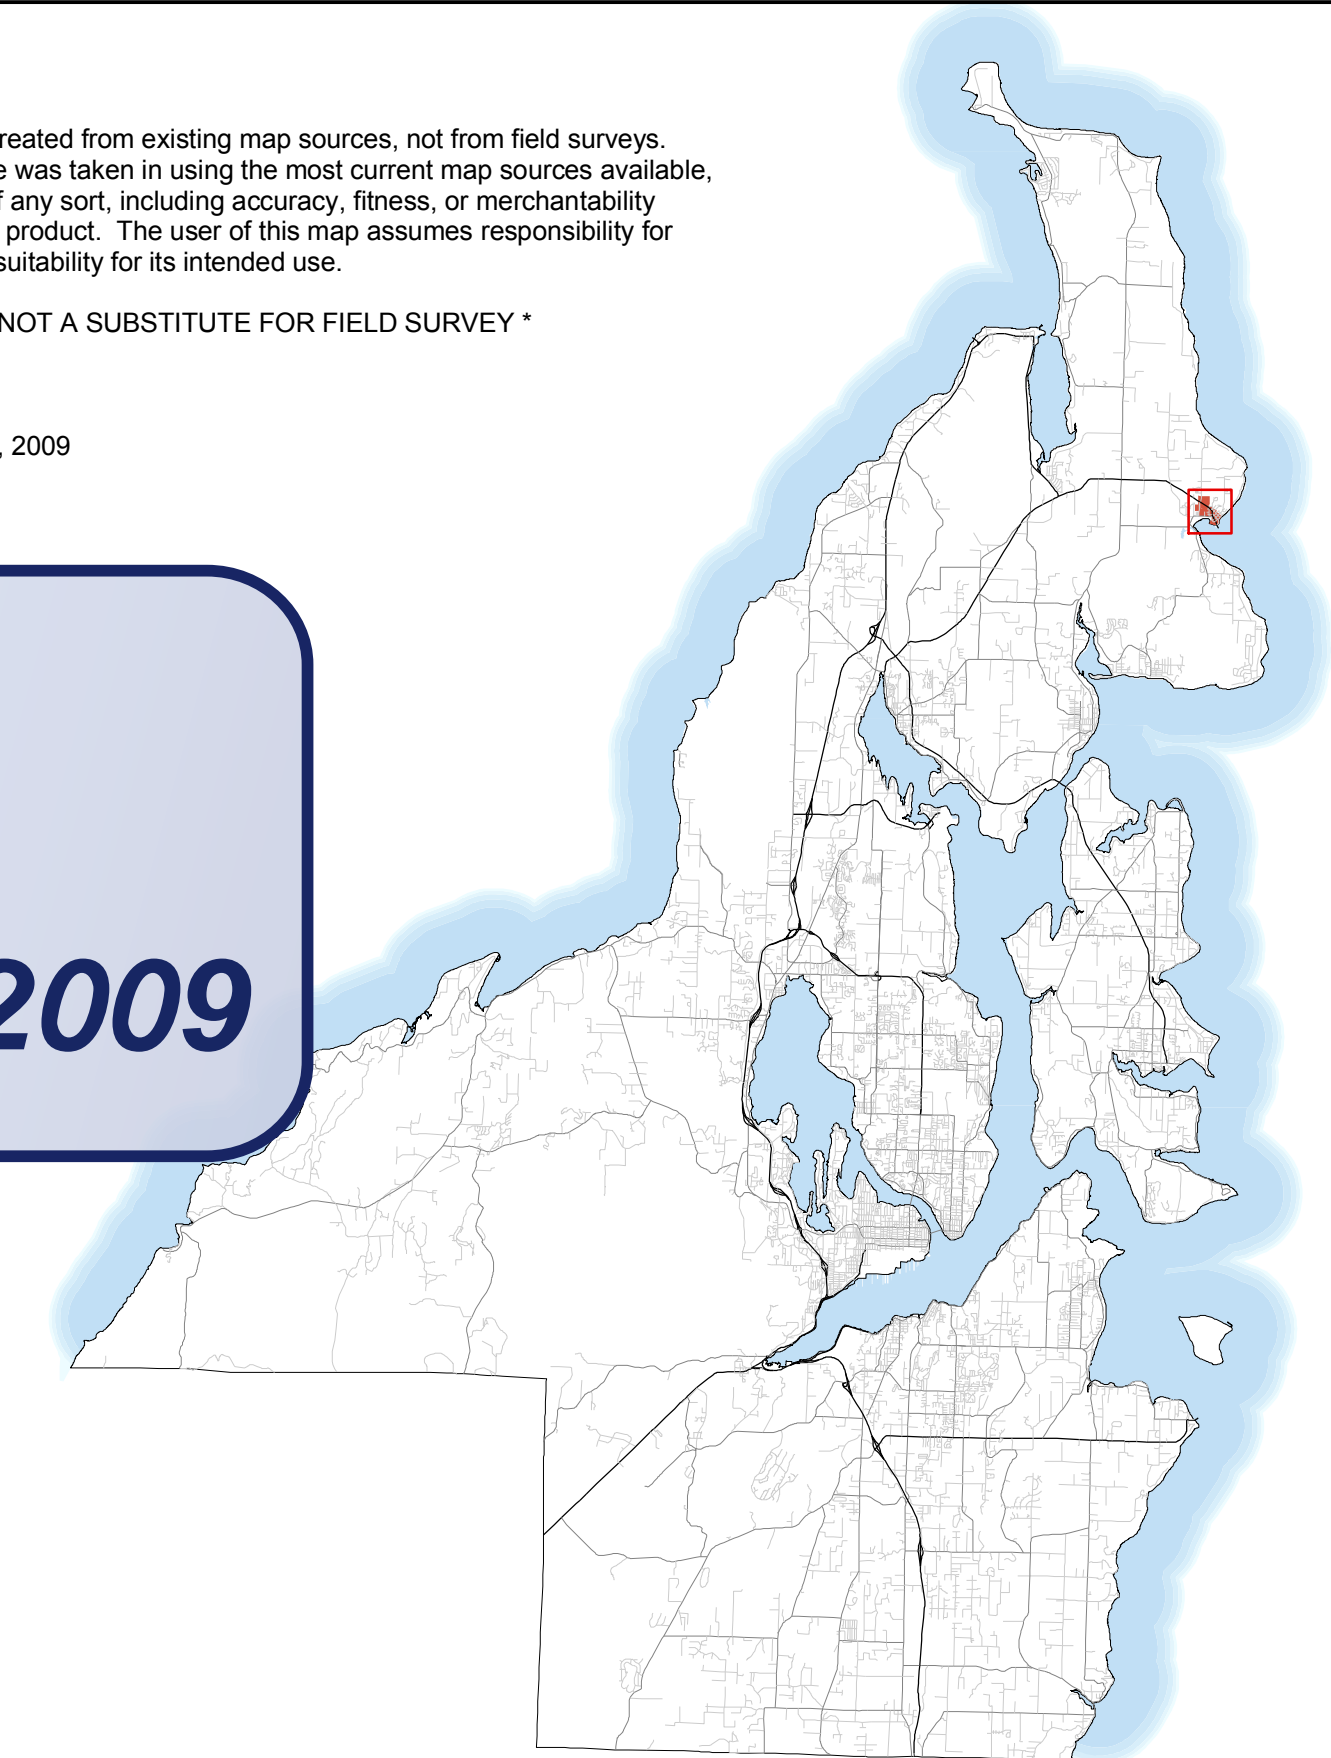 reated from existing map sources, not from field surveys.
e was taken in using the most current map sources available,
f any sort, including accuracy, fitness, or merchantability
product. The user of this map assumes responsibility for
suitability for its intended use.
NOT A SUBSTITUTE FOR FIELD SURVEY *
, 2009
2009